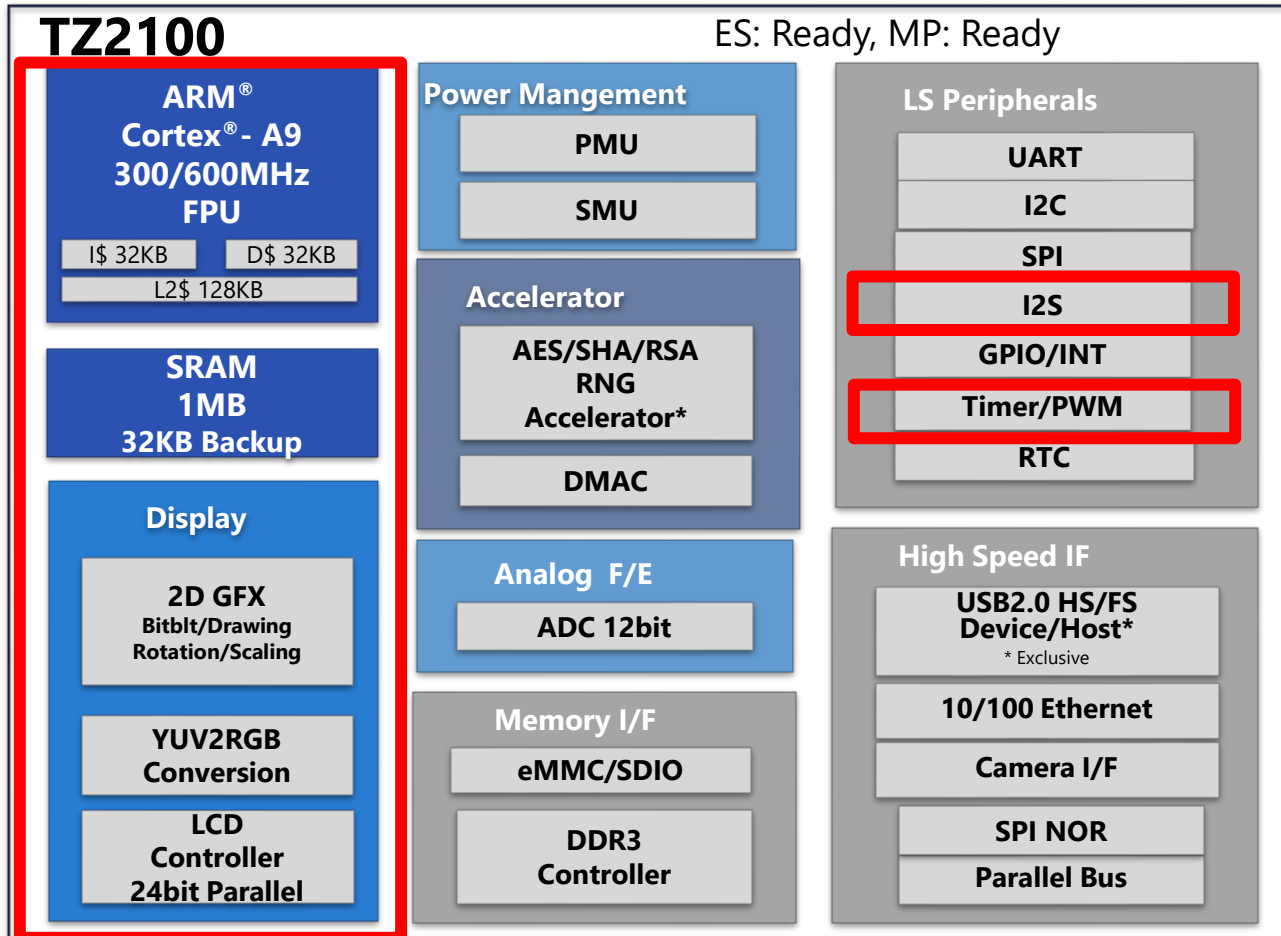 TZ2100
ES: Ready, MP: Ready
ARM®
Cortex®- A9
300/600MHz
FPU
I$ 32KB
D$ 32KB
L2$ 128KB
SRAM
1MB
32KB Backup
Display
2D GFX
Bitblt/Drawing
Rotation/Scaling
YUV2RGB
Conversion
LCD
Controller
24bit Parallel
Power Mangement
PMU
SMU
Accelerator
AES/SHA/RSA
RNG
Accelerator*
DMAC
Analog F/E
ADC 12bit
Memory I/F
eMMC/SDIO
DDR3
Controller
LS Peripherals
UART
I2C
SPI
I2S
GPIO/INT
Timer/PWM
RTC
High Speed IF
USB2.0 HS/FS
Device/Host*
* Exclusive
10/100 Ethernet
Camera I/F
SPI NOR
Parallel Bus